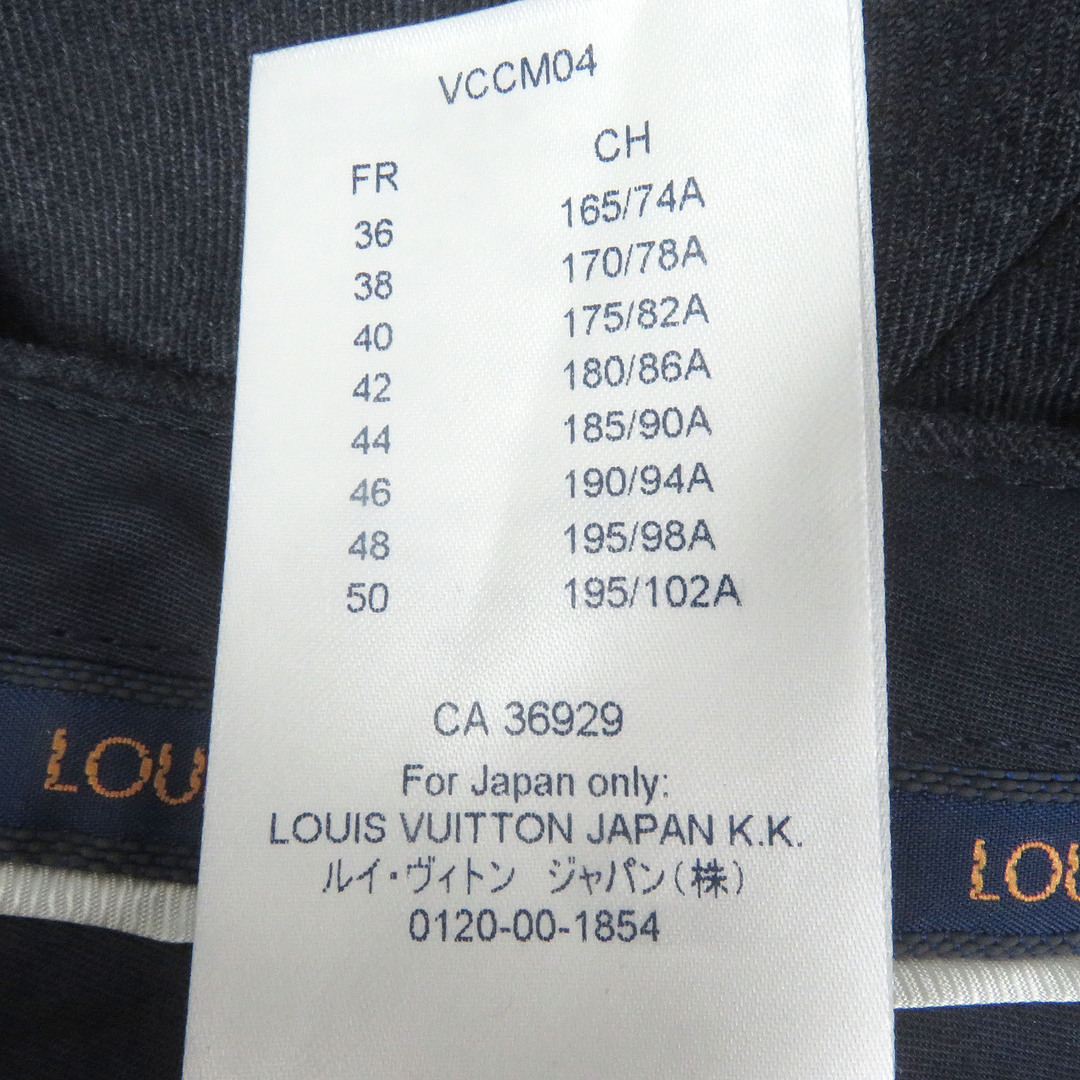 VCCM04
FR CH
36 165/74A
38 170/78A
40 175/82A
42 180/86A
44 185/90A
46 190/94A
48 195/98A
50 195/102A
CA 36929
For Japan only:
LOUIS VUITTON JAPAN K.K.
ルイ・ヴィトン ジャパン(株)
0120-00-1854
LOU
LOU